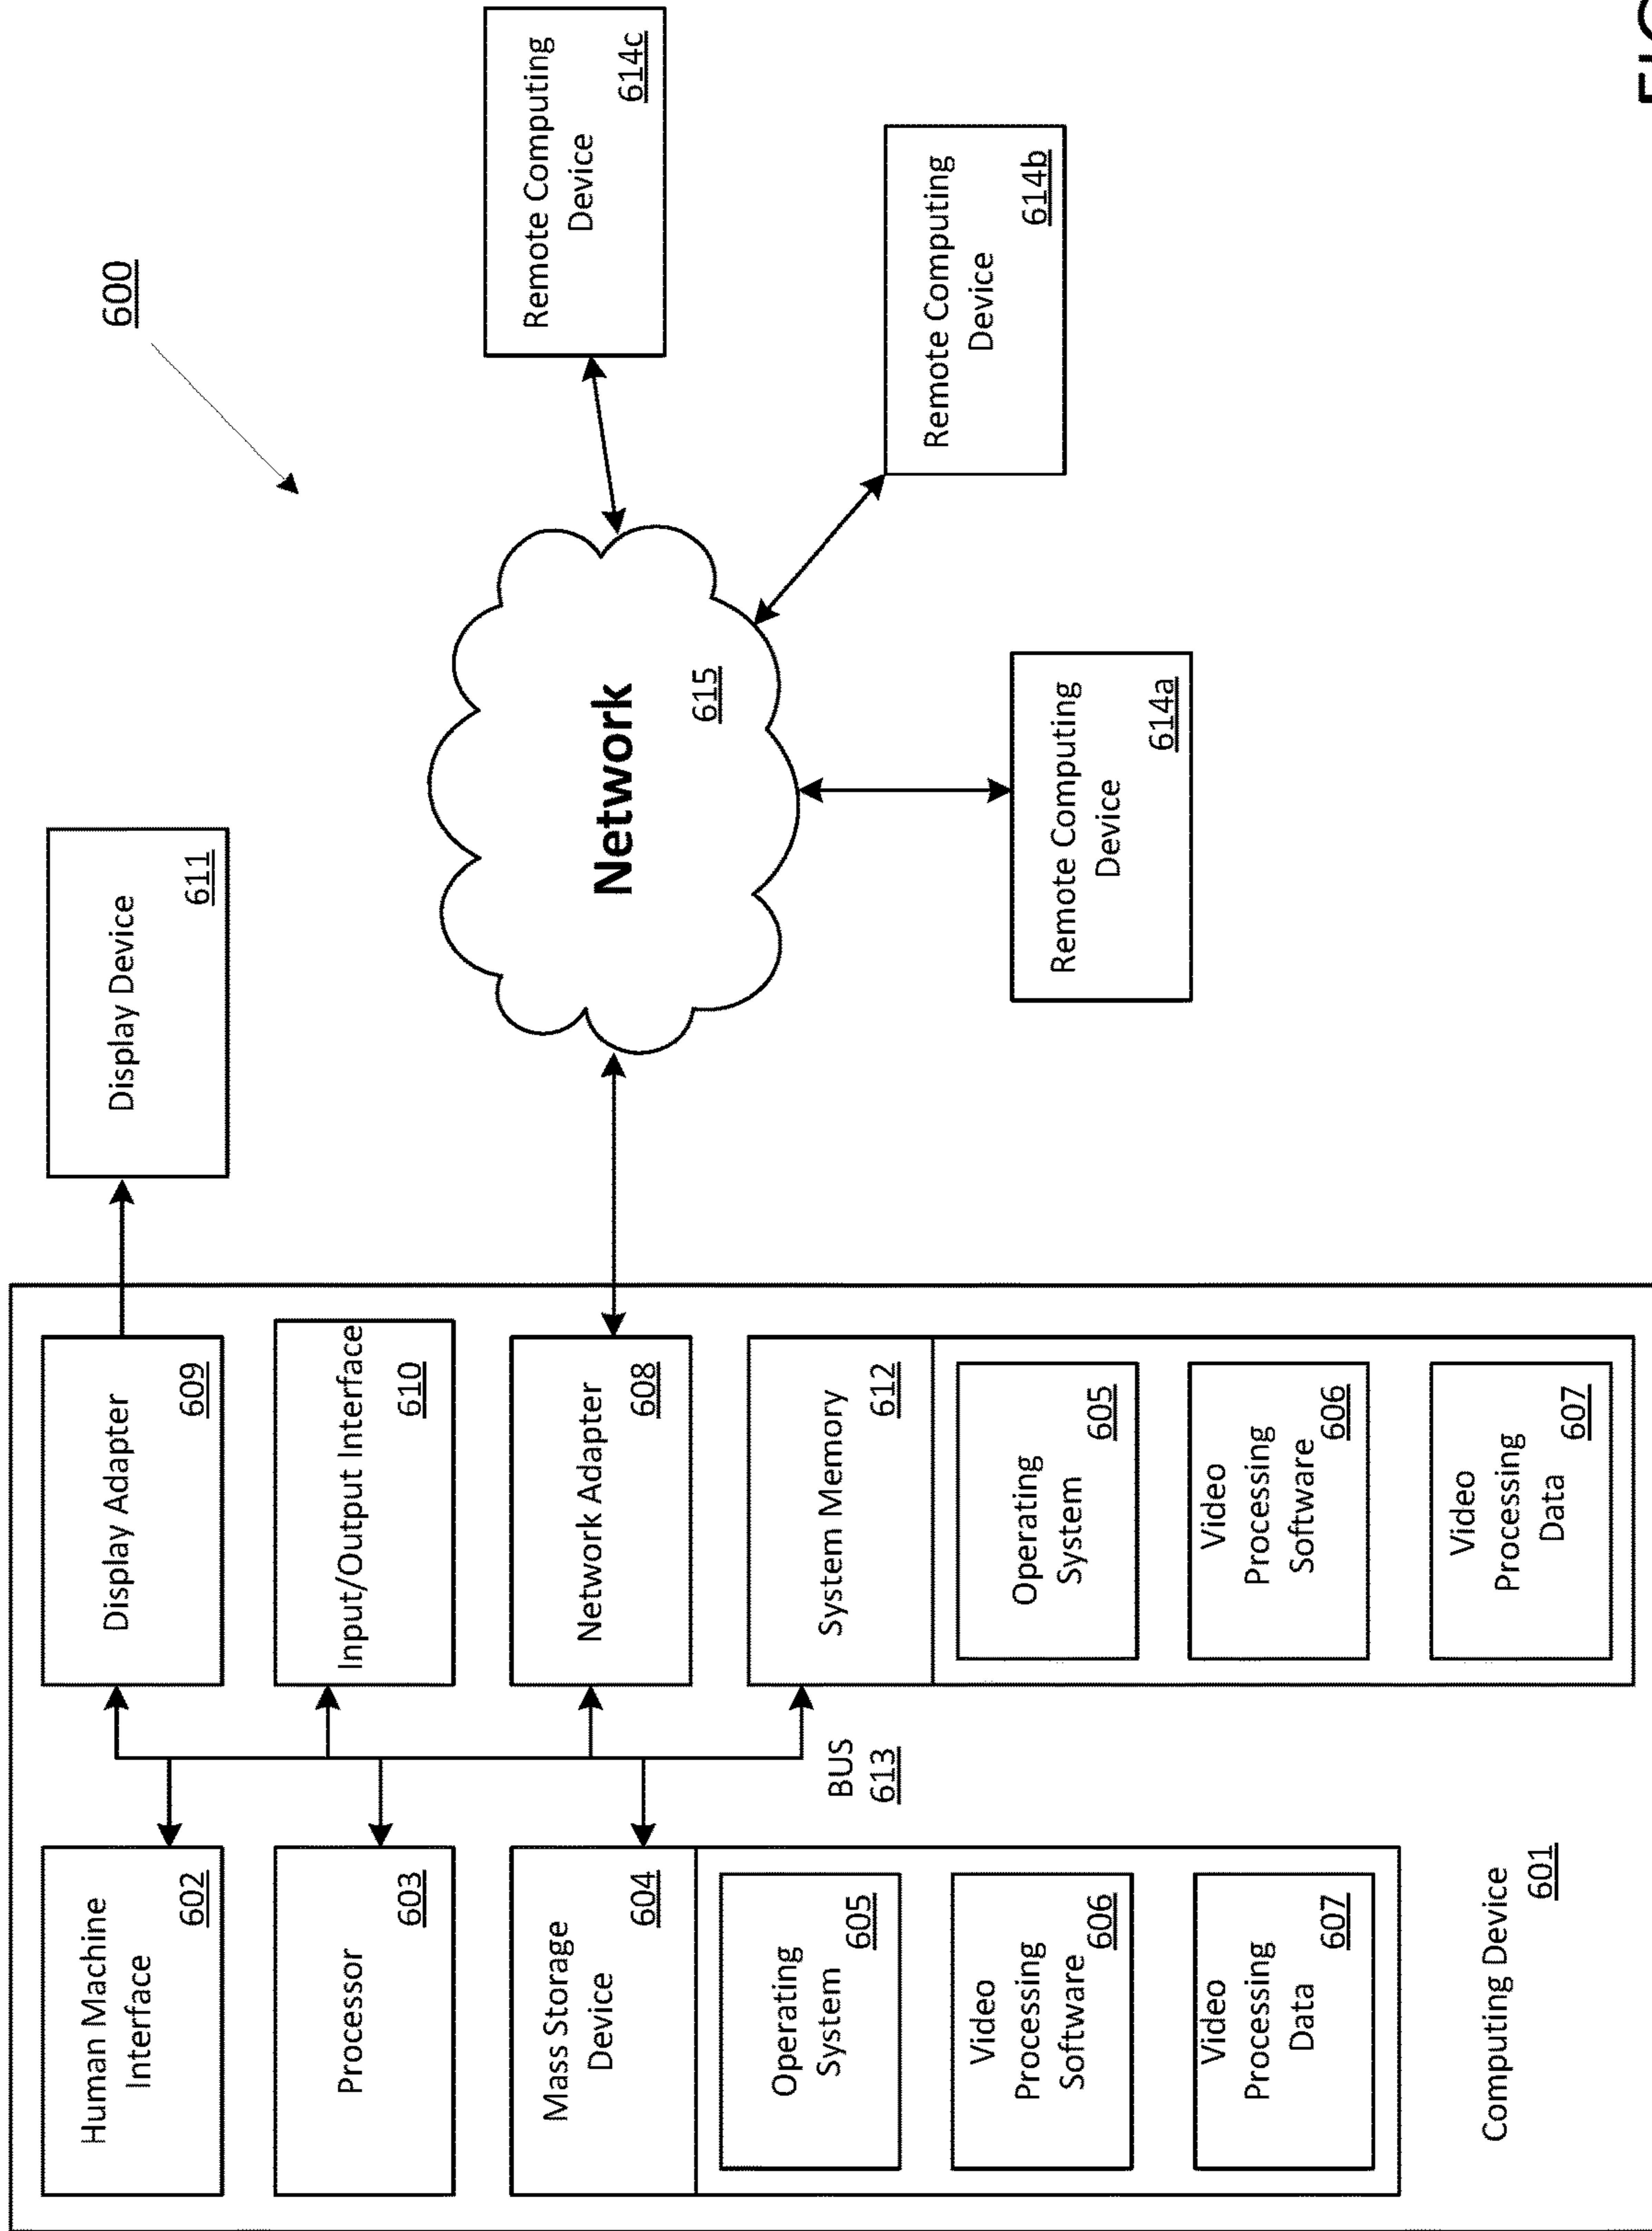 600
Human Machine
Interface
602
Processor
603
Mass Storage
Device
604
Operating
System
605
Video
Processing
Software
606
Video
Processing
Data
607
Computing Device
601
BUS
613
Display Adapter
609
Input/Output Interface
610
Network Adapter
608
System Memory
612
Operating
System
605
Video
Processing
Software
606
Video
Processing
Data
607
Display Device
611
Network
615
Remote Computing
Device
614a
Remote Computing
Device
614b
Remote Computing
Device
614c